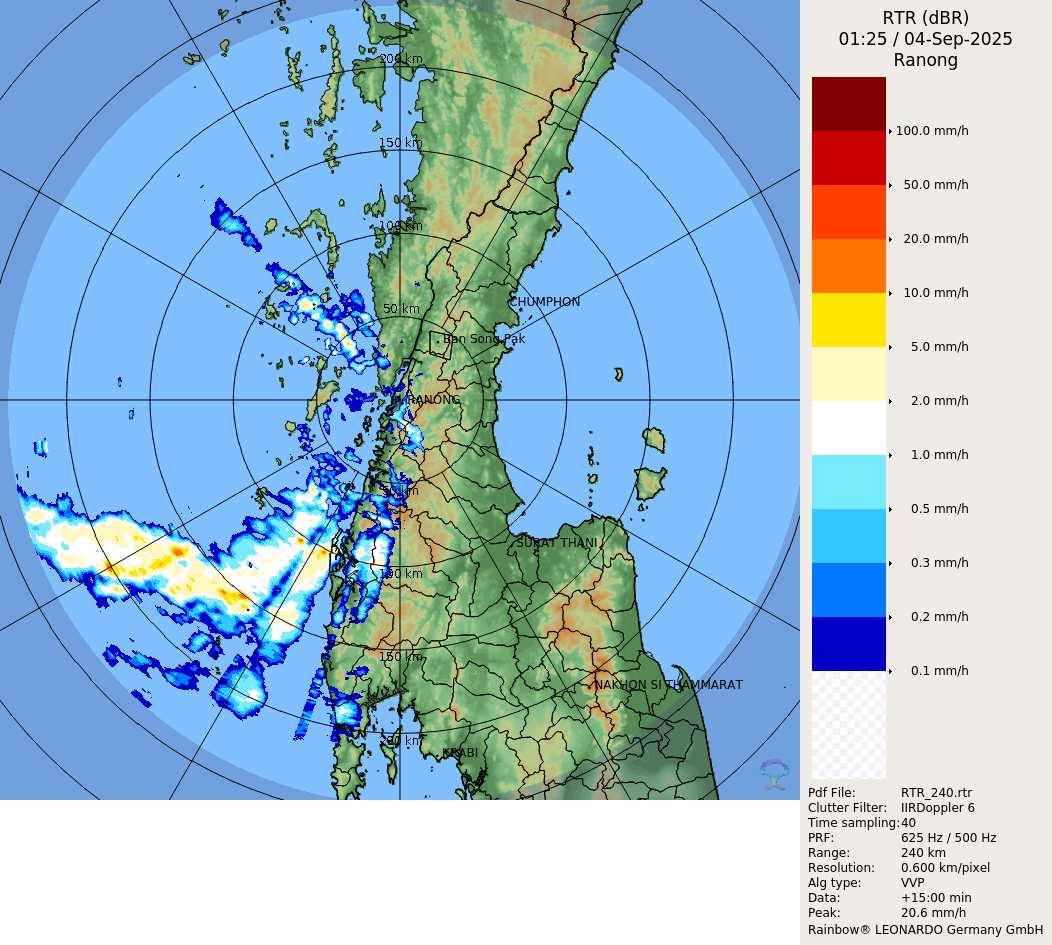 200 km
150 km
100 km
50 km
CHUMPHON
Ban Song Pak
RANONG
50 km
SURAT THANI
100 km
150 km
NAKHON SI THAMMARAT
200 km
KRABI
RTR (dBR)
01:25 / 04-Sep-2025
Ranong
100.0 mm/h
50.0 mm/h
20.0 mm/h
10.0 mm/h
5.0 mm/h
2.0 mm/h
1.0 mm/h
0.5 mm/h
0.3 mm/h
0.2 mm/h
0.1 mm/h
Pdf File: RTR_240.rtr
Clutter Filter: IIRDoppler 6
Time sampling:40
PRF: 625 Hz / 500 Hz
Range: 240 km
Resolution: 0.600 km/pixel
Alg type: VVP
Data: +15:00 min
Peak: 20.6 mm/h
Rainbow® LEONARDO Germany GmbH